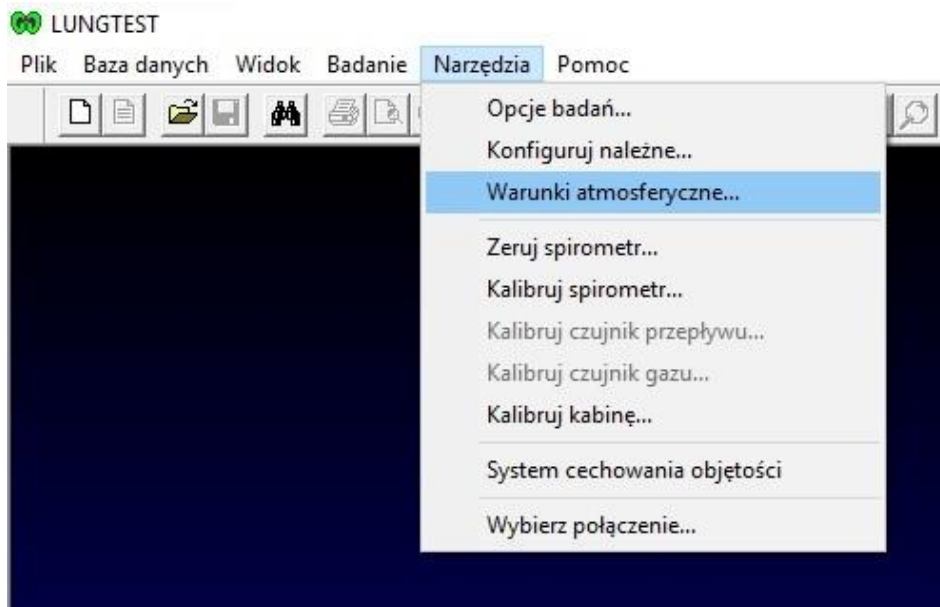 LUNGTEST
Plik Baza danych Widok Badanie Narzędzia Pomoc
Opcje badań...
Konfiguruj należne...
Warunki atmosferyczne...
Zeruj spirometr...
Kalibruj spirometr...
Kalibruj czujnik przepływu...
Kalibruj czujnik gazu...
Kalibruj kabinę...
System cechowania objętości
Wybierz połączenie...